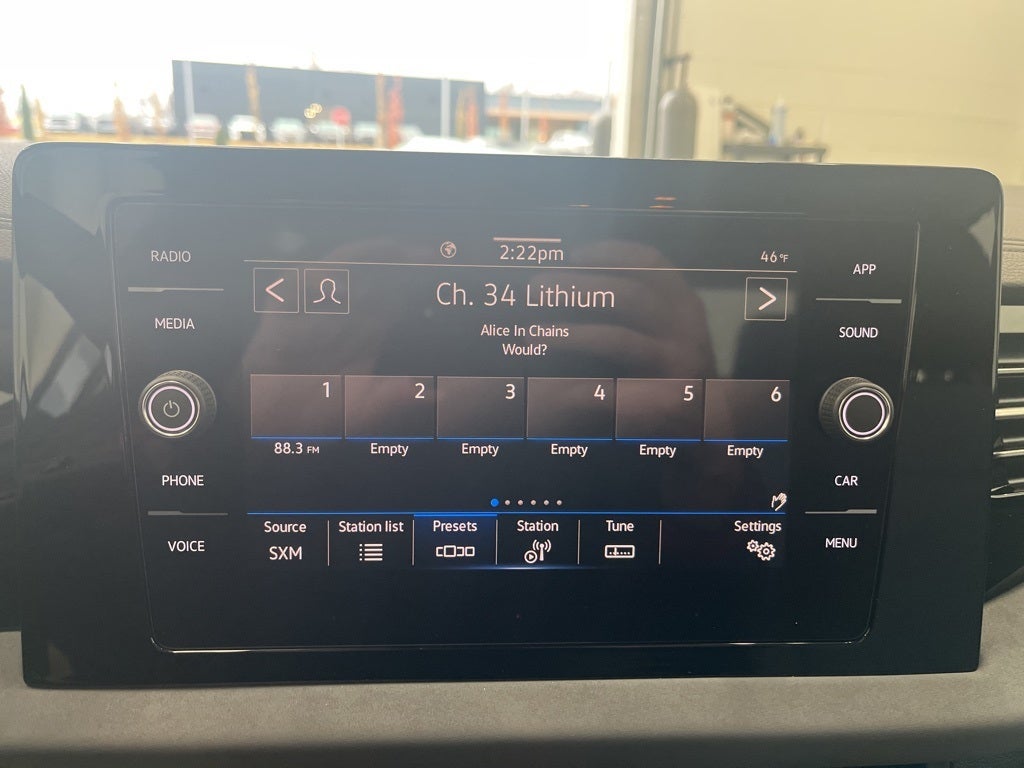 2:22pm
46°F
RADIO
MEDIA
PHONE
VOICE
Ch. 34 Lithium
Alice In Chains
Would?
1 2 3 4 5 6
88.3 FM Empty Empty Empty Empty Empty
Source Station list Presets Station Tune Settings
SXM
APP
SOUND
CAR
MENU